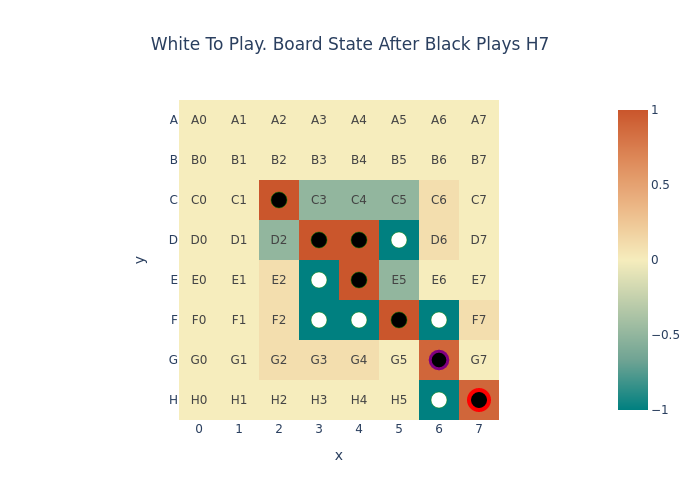 White To Play. Board State After Black Plays H7
A A0 A1 A2 A3 A4 A5 A6 A7
B B0 B1 B2 B3 B4 B5 B6 B7
C C0 C1 C3 C4 C5 C6 C7
D D0 D1 D2 D6 D7
E E0 E1 E2 E5 E6 E7
F F0 F1 F2 F7
G G0 G1 G2 G3 G4 G5 G7
H H0 H1 H2 H3 H4 H5
0 1 2 3 4 5 6 7
x
y
1
0.5
0
−0.5
−1